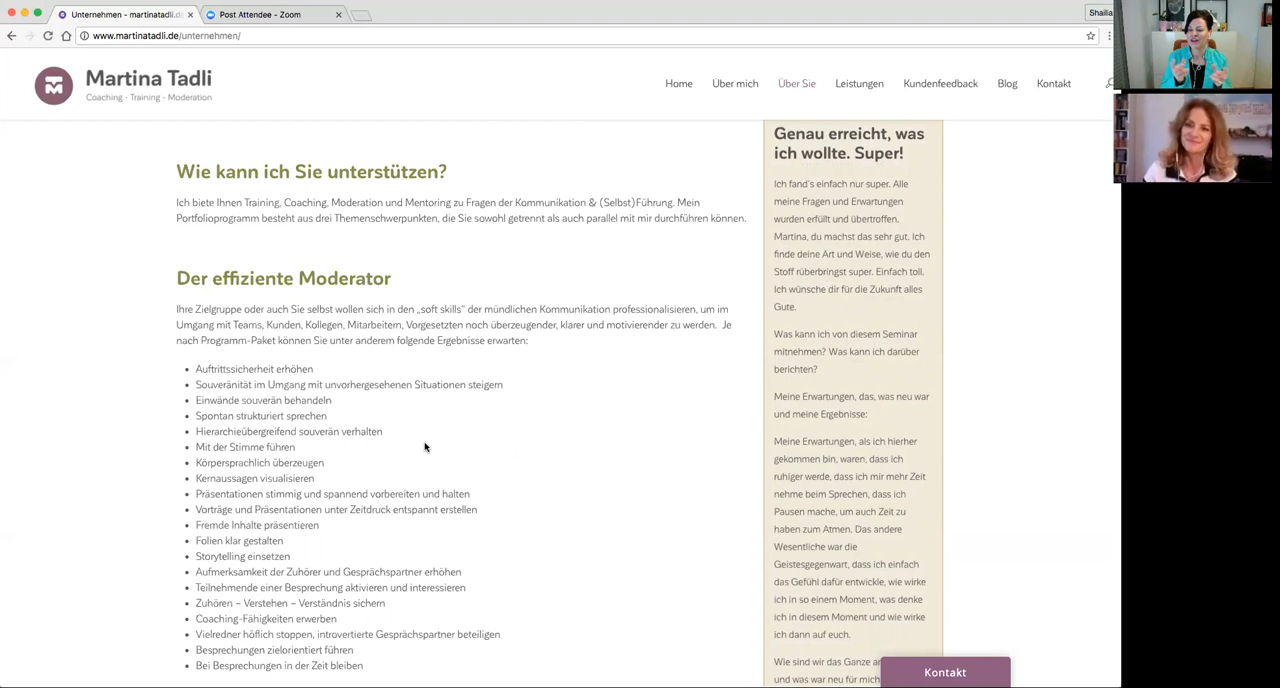 Unternehmen - martinatadli.d
Post Attendee - Zoom
Shailia
www.martinatadli.de/unternehmen/
Martina Tadli
Coaching - Training - Moderation
Home
Über mich
Über Sie
Leistungen
Kundenfeedback
Blog
Kontakt
Wie kann ich Sie unterstützen?
Ich biete Ihnen Training, Coaching, Moderation und Mentoring zu Fragen der Kommunikation & (Selbst)Führung. Mein
Portfolioprogramm besteht aus drei Themenschwerpunkten, die Sie sowohl getrennt als auch parallel mit mir durchführen können.
Der effiziente Moderator
Ihre Zielgruppe oder auch Sie selbst wollen sich in den „soft skills“ der mündlichen Kommunikation professionalisieren, um im
Umgang mit Teams, Kunden, Kollegen, Mitarbeitern, Vorgesetzten noch überzeugender, klarer und motivierender zu werden. Je
nach Programm-Paket können Sie unter anderem folgende Ergebnisse erwarten:
Auftrittssicherheit erhöhen
Souveränität im Umgang mit unvorhergesehenen Situationen steigern
Einwände souverän behandeln
Spontan strukturiert sprechen
Hierarchieübergreifend souverän verhalten
Mit der Stimme führen
Körpersprachlich überzeugen
Kernaussagen visualisieren
Präsentationen stimmig und spannend vorbereiten und halten
Vorträge und Präsentationen unter Zeitdruck entspannt erstellen
Fremde Inhalte präsentieren
Folien klar gestalten
Storytelling einsetzen
Aufmerksamkeit der Zuhörer und Gesprächspartner erhöhen
Teilnehmende einer Besprechung aktivieren und interessieren
Zuhören – Verstehen – Verständnis sichern
Coaching-Fähigkeiten erwerben
Vielredner höflich stoppen, introvertierte Gesprächspartner beteiligen
Besprechungen zielorientiert führen
Bei Besprechungen in der Zeit bleiben
Genau erreicht, was
ich wollte. Super!
Ich fand's einfach nur super. Alle
meine Fragen und Erwartungen
wurden erfüllt und übertroffen.
Martina, du machst das sehr gut. Ich
finde deine Art und Weise, wie du den
Stoff rüberbringst super. Einfach toll.
Ich wünsche dir für die Zukunft alles
Gute.
Was kann ich von diesem Seminar
mitnehmen? Was kann ich darüber
berichten?
Meine Erwartungen, das, was neu war
und meine Ergebnisse:
Meine Erwartungen, als ich hierher
gekommen bin, waren, dass ich
ruhiger werde, dass ich mir mehr Zeit
nehme beim Sprechen, dass ich
Pausen mache, um auch Zeit zu
haben zum Atmen. Das andere
Wesentliche war die
Geistesgegenwart, dass ich einfach
das Gefühl dafür entwickle, wie wirke
ich in so einem Moment, was denke
ich in diesem Moment und wie wirke
ich dann auf euch.
Wie sind wir das Ganze
und was war neu für mich
Kontakt